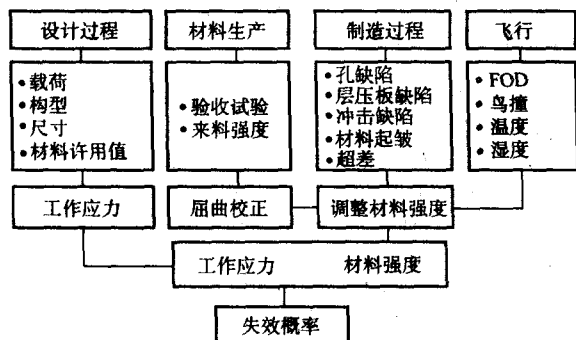 设计过程
材料生产
制造过程
飞行
• 载荷
• 构型
• 尺寸
• 材料许用值
• 验收试验
• 来料强度
• 孔缺陷
• 层压板缺陷
• 冲击缺陷
• 材料起皱
• 超差
• FOD
• 鸟撞
• 温度
• 湿度
工作应力
屈曲校正
调整材料强度
工作应力 材料强度
失效概率